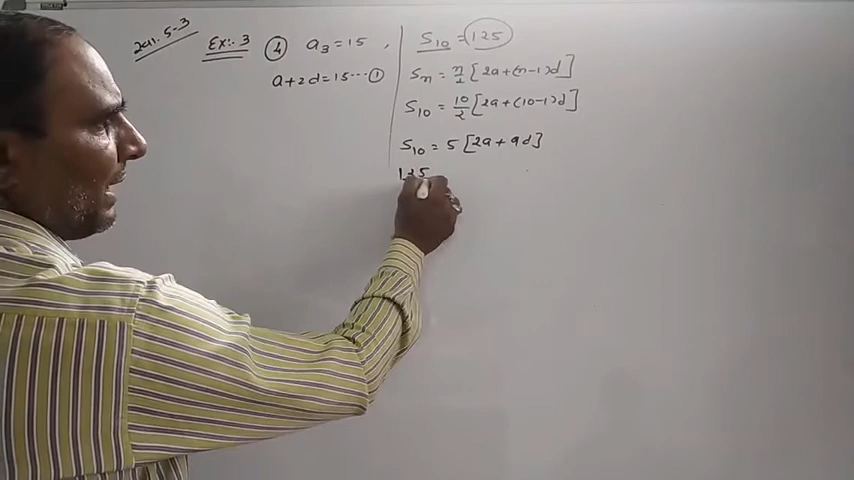 Ex:- 3 ④ a₃ = 15 ,
a + 2d = 15 --- ①
S₁₀ = 125
Sₙ = n/2 [2a + (n-1)d]
S₁₀ = 10/2 [2a + (10-1)d]
S₁₀ = 5 [2a + 9d]
125